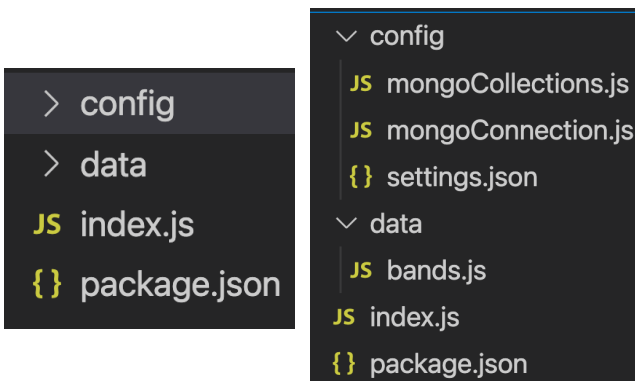 config
data
JS index.js
{} package.json
config
JS mongoCollections.js
JS mongoConnection.js
{} settings.json
data
JS bands.js
JS index.js
{} package.json